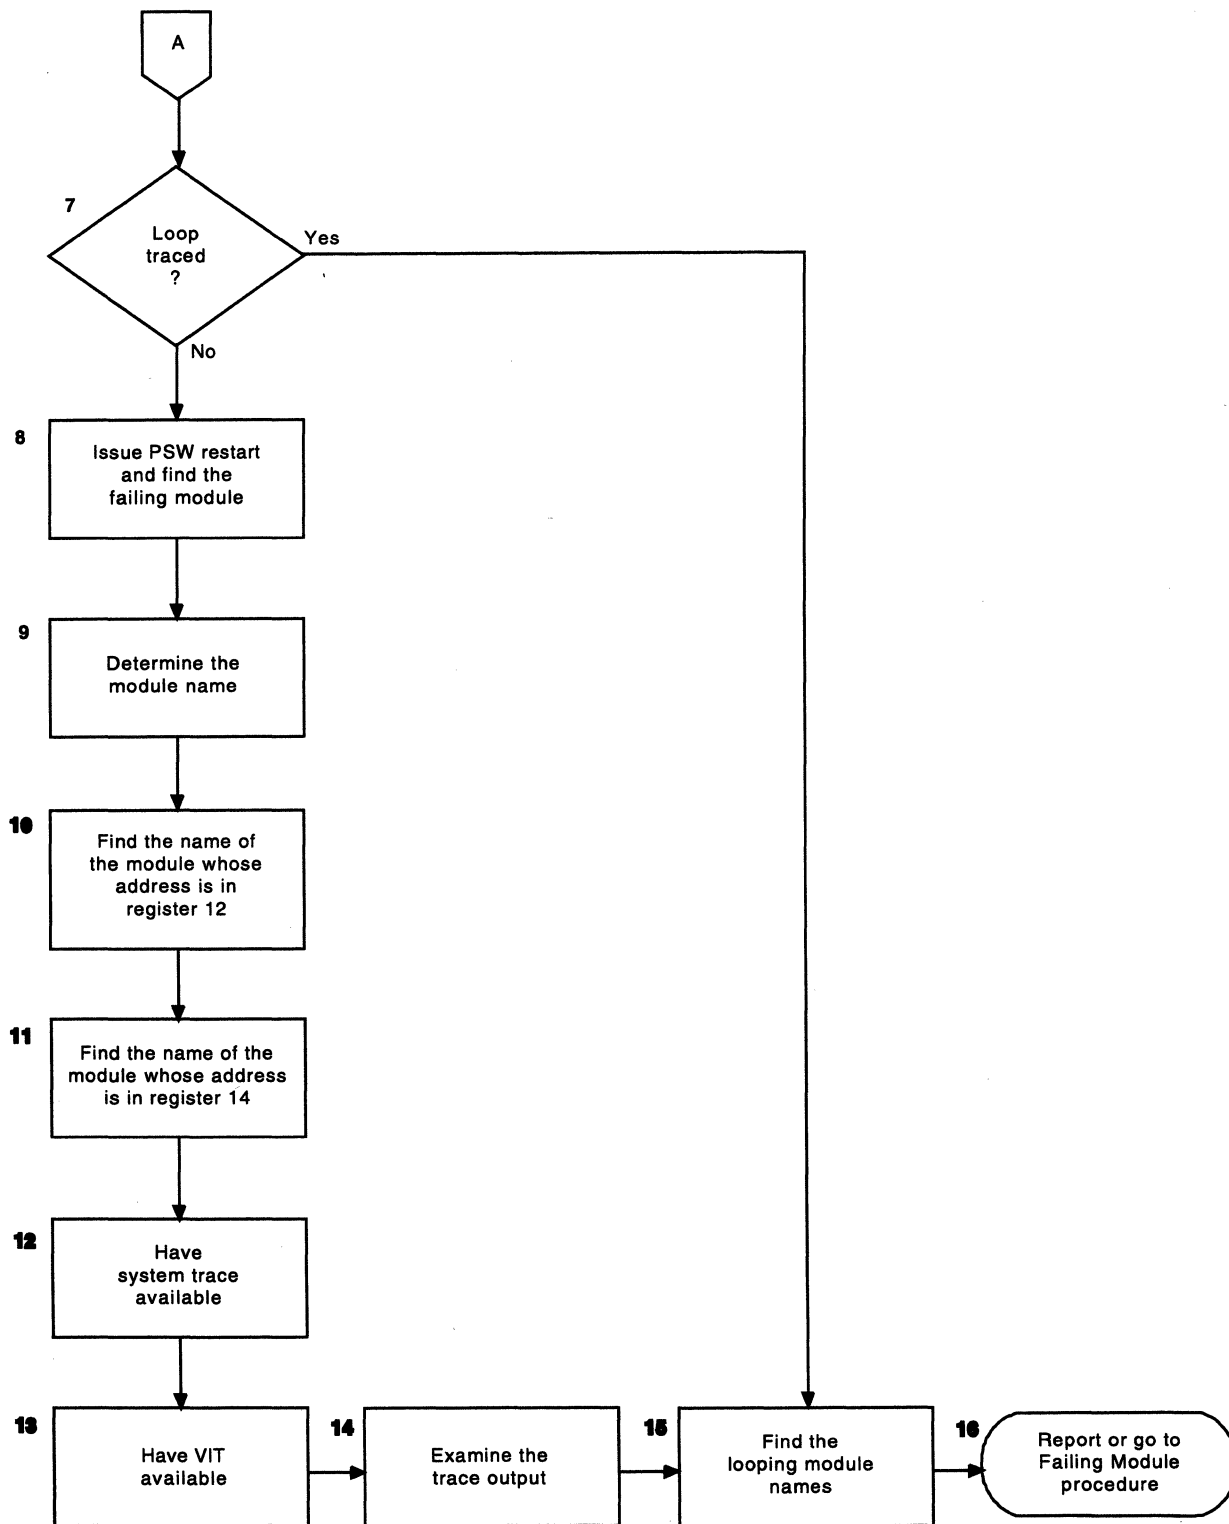 A
7
Loop
traced
?
Yes
No
8
Issue PSW restart
and find the
failing module
9
Determine the
module name
10
Find the name of
the module whose
address is in
register 12
11
Find the name of the
module whose address
is in register 14
12
Have
system trace
available
13
Have VIT
available
14
Examine the
trace output
15
Find the
looping module
names
16
Report or go to
Failing Module
procedure